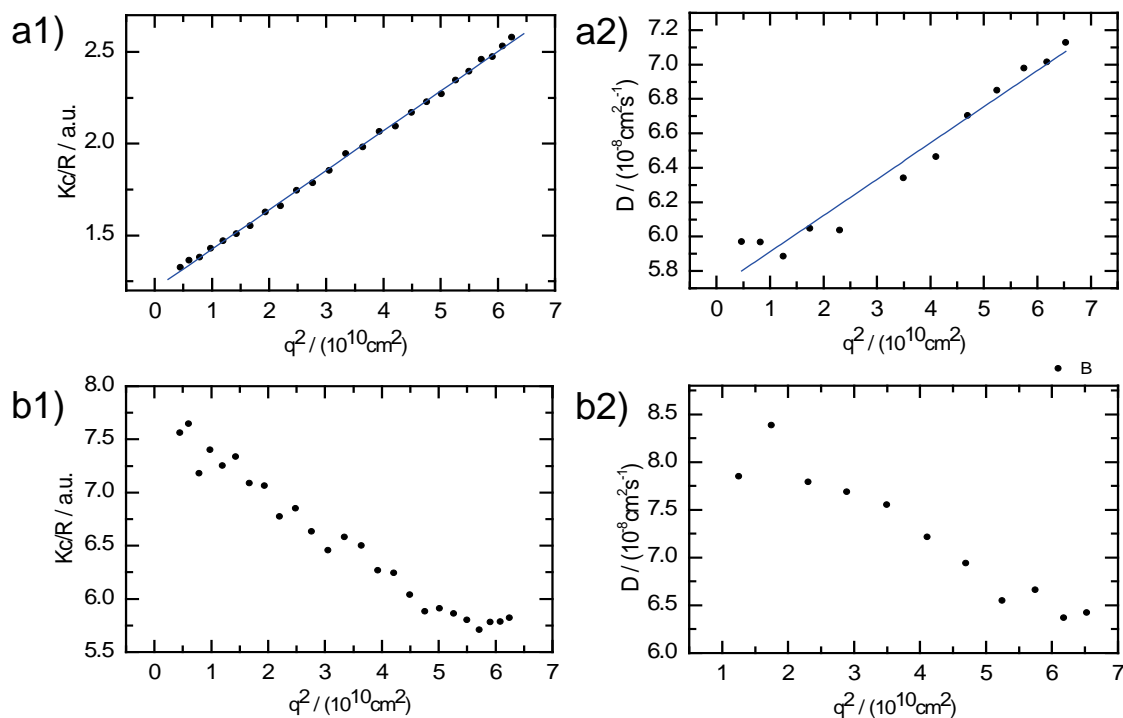 a1)
Kc/R / a.u.
2.5
2.0
1.5
0 1 2 3 4 5 6 7
q² / (10¹⁰cm²)
a2)
D / (10⁻⁸cm²s⁻¹)
7.2
7.0
6.8
6.6
6.4
6.2
6.0
5.8
0 1 2 3 4 5 6 7
q² / (10¹⁰cm²)
b1)
Kc/R / a.u.
8.0
7.5
7.0
6.5
6.0
5.5
0 1 2 3 4 5 6 7
q² / (10¹⁰cm²)
B
b2)
D / (10⁻⁸cm²s⁻¹)
8.5
8.0
7.5
7.0
6.5
6.0
1 2 3 4 5 6 7
q² / (10¹⁰cm²)